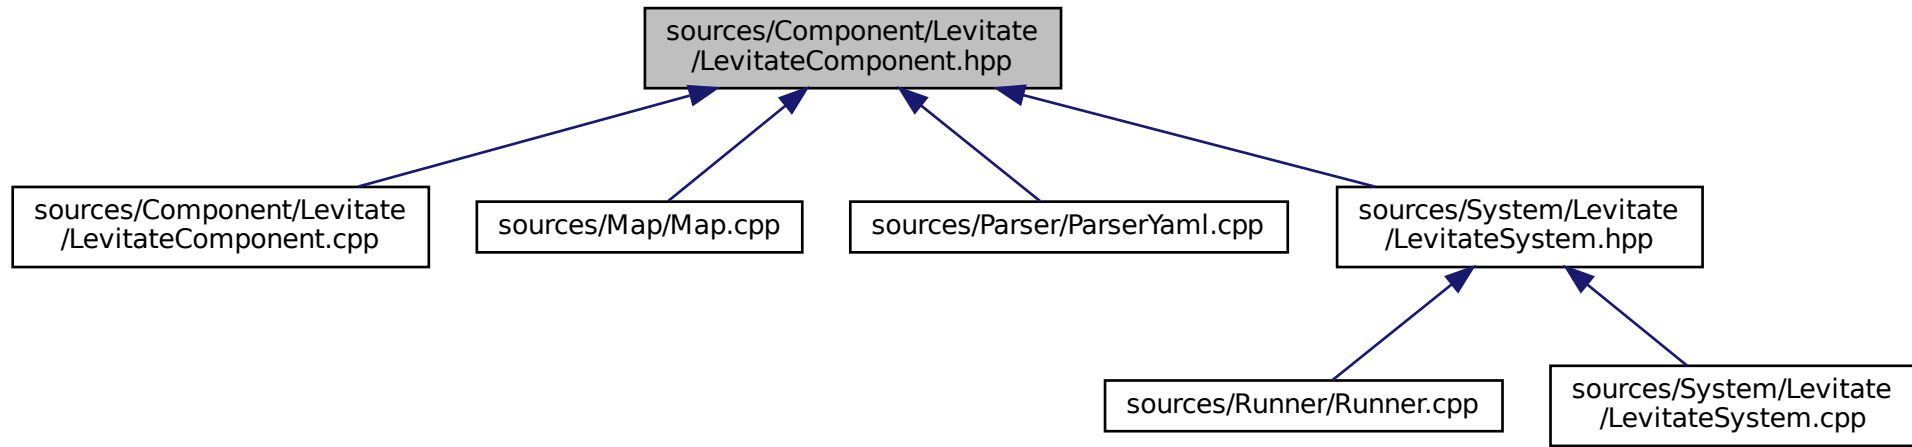 sources/Component/Levitate
/LevitateComponent.hpp
sources/Component/Levitate
/LevitateComponent.cpp
sources/Map/Map.cpp
sources/Parser/ParserYaml.cpp
sources/System/Levitate
/LevitateSystem.hpp
sources/Runner/Runner.cpp
sources/System/Levitate
/LevitateSystem.cpp